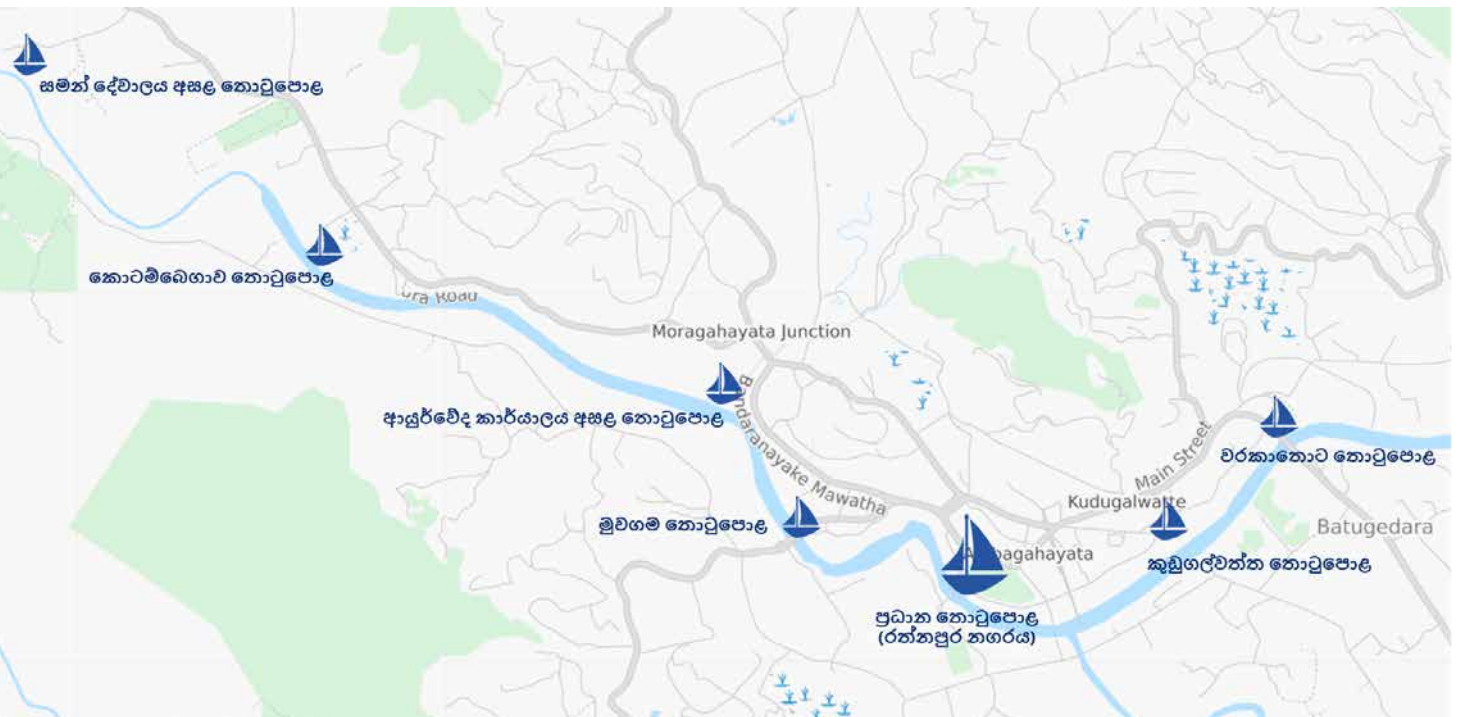 සමන් දේවාලය අසළ තොටුපොළ
කොටම්බෙගාව තොටුපොළ
Road
Moragahayata Junction
Bandaranayake Mawatha
ආයුර්වේද කාර්යාලය අසළ තොටුපොළ
Main Street
වරකාතොට තොටුපොළ
Kudugalwatte
මුවගම තොටුපොළ
Batugedara
කුඩුගල්වත්ත තොටුපොළ
ප්‍රධාන තොටුපොළ
(රත්නපුර නගරය)